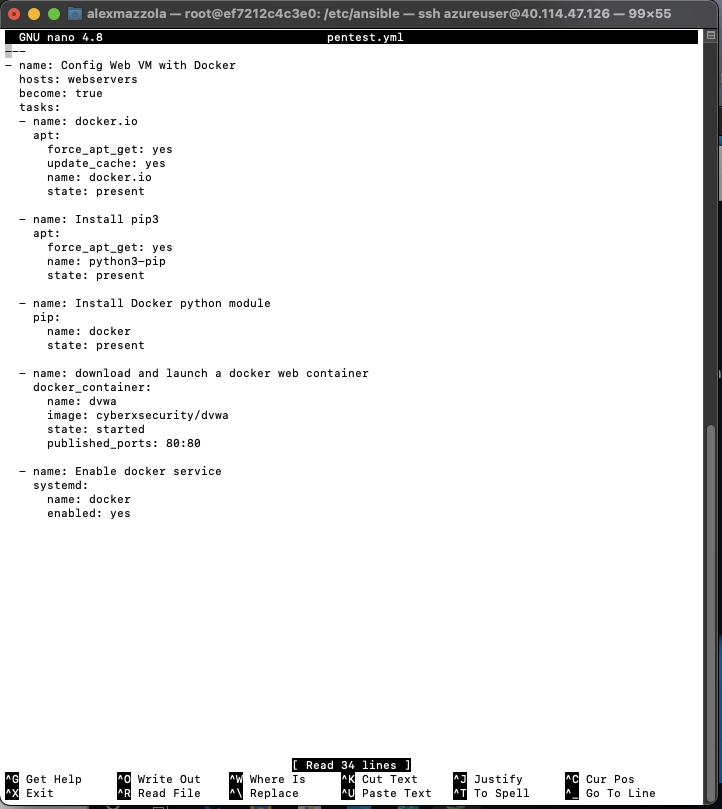 alexmazzola — root@ef7212c4c3e0: /etc/ansible — ssh azureuser@40.114.47.126 — 99×55
GNU nano 4.8 pentest.yml
---
- name: Config Web VM with Docker
  hosts: webservers
  become: true
  tasks:
  - name: docker.io
    apt:
      force_apt_get: yes
      update_cache: yes
      name: docker.io
      state: present

  - name: Install pip3
    apt:
      force_apt_get: yes
      name: python3-pip
      state: present

  - name: Install Docker python module
    pip:
      name: docker
      state: present

  - name: download and launch a docker web container
    docker_container:
      name: dvwa
      image: cyberxsecurity/dvwa
      state: started
      published_ports: 80:80

  - name: Enable docker service
    systemd:
      name: docker
      enabled: yes
[ Read 34 lines ]
^G Get Help ^O Write Out ^W Where Is ^K Cut Text ^J Justify ^C Cur Pos
^X Exit ^R Read File ^\ Replace ^U Paste Text ^T To Spell ^_ Go To Line